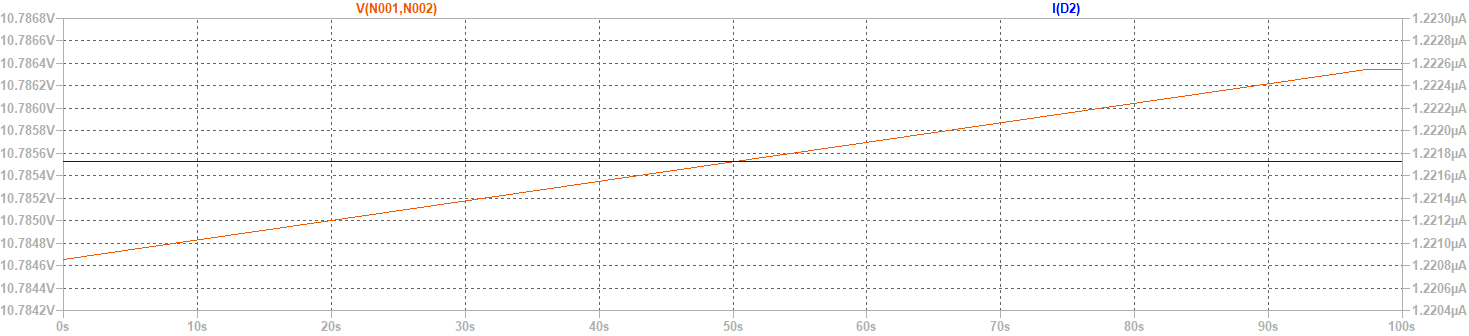 V(N001,N002) I(D2)
10.7868V 1.2230µA
10.7866V 1.2228µA
10.7864V 1.2226µA
10.7862V 1.2224µA
10.7860V 1.2222µA
10.7858V 1.2220µA
10.7856V 1.2218µA
10.7854V 1.2216µA
10.7852V 1.2214µA
10.7850V 1.2212µA
10.7848V 1.2210µA
10.7846V 1.2208µA
10.7844V 1.2206µA
10.7842V 1.2204µA
0s 10s 20s 30s 40s 50s 60s 70s 80s 90s 100s